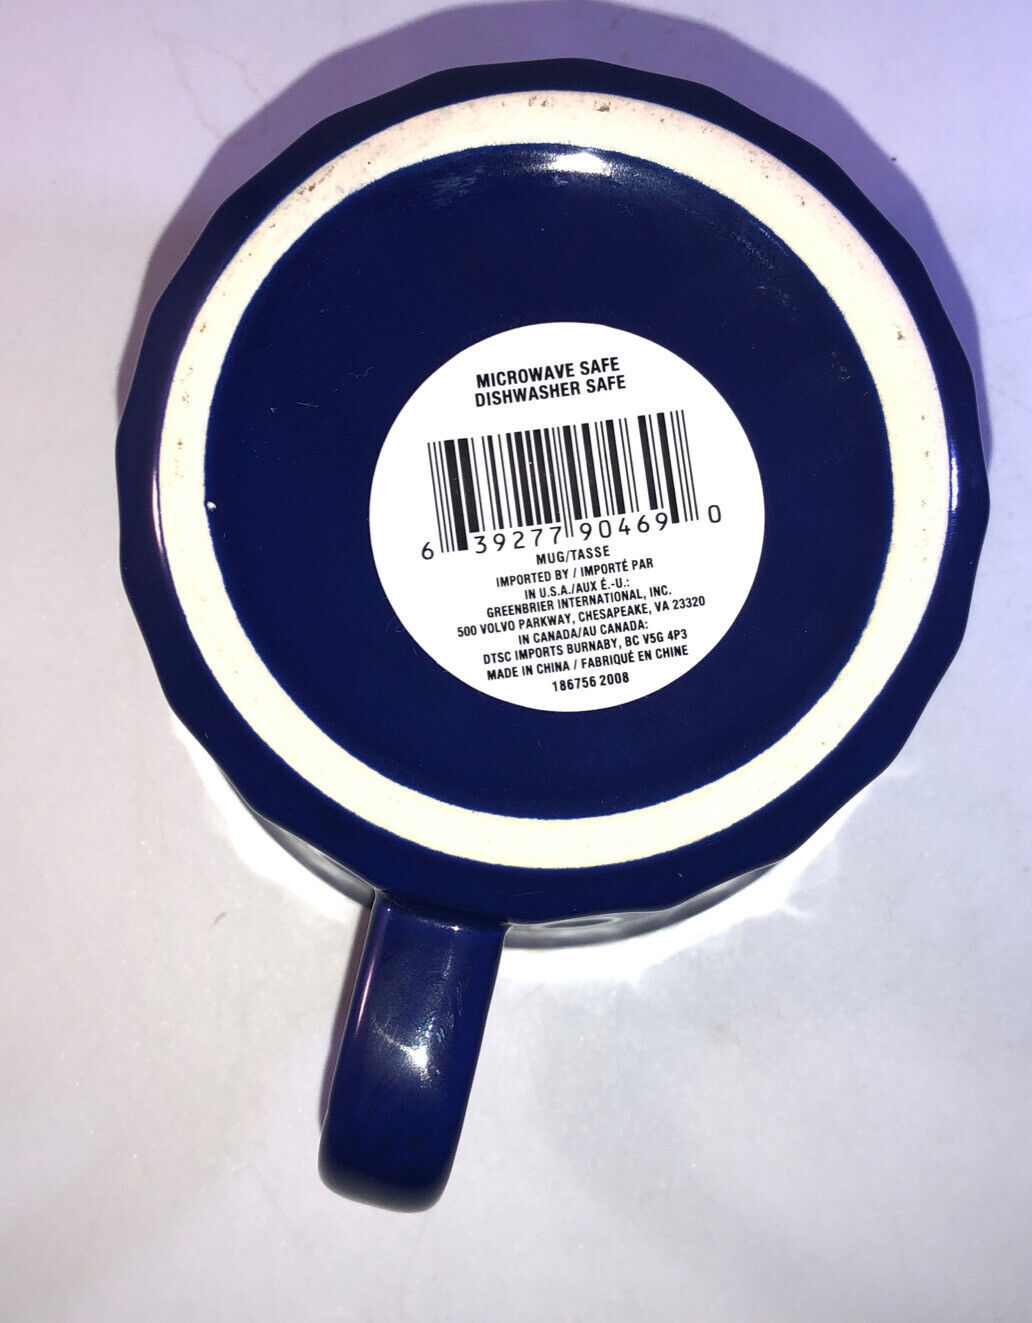 MICROWAVE SAFE
DISHWASHER SAFE
6 39277 90469 0
MUG/TASSE
IMPORTED BY / IMPORTÉ PAR
IN U.S.A./AUX É.-U.:
GREENBRIER INTERNATIONAL, INC.
500 VOLVO PARKWAY, CHESAPEAKE, VA 23320
IN CANADA/AU CANADA:
DTSC IMPORTS BURNABY, BC V5G 4P3
MADE IN CHINA / FABRIQUÉ EN CHINE
186756 2008